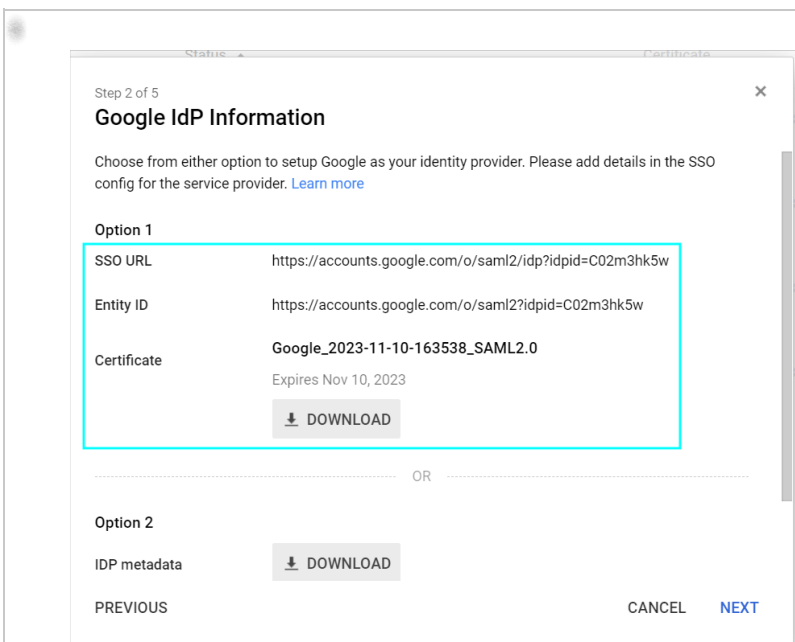 Status
Certificate
Step 2 of 5
Google IdP Information
Choose from either option to setup Google as your identity provider. Please add details in the SSO
config for the service provider. Learn more
Option 1
SSO URL https://accounts.google.com/o/saml2/idp?idpid=C02m3hk5w
Entity ID https://accounts.google.com/o/saml2?idpid=C02m3hk5w
Certificate Google_2023-11-10-163538_SAML2.0
Expires Nov 10, 2023
DOWNLOAD
OR
Option 2
IDP metadata DOWNLOAD
PREVIOUS CANCEL NEXT